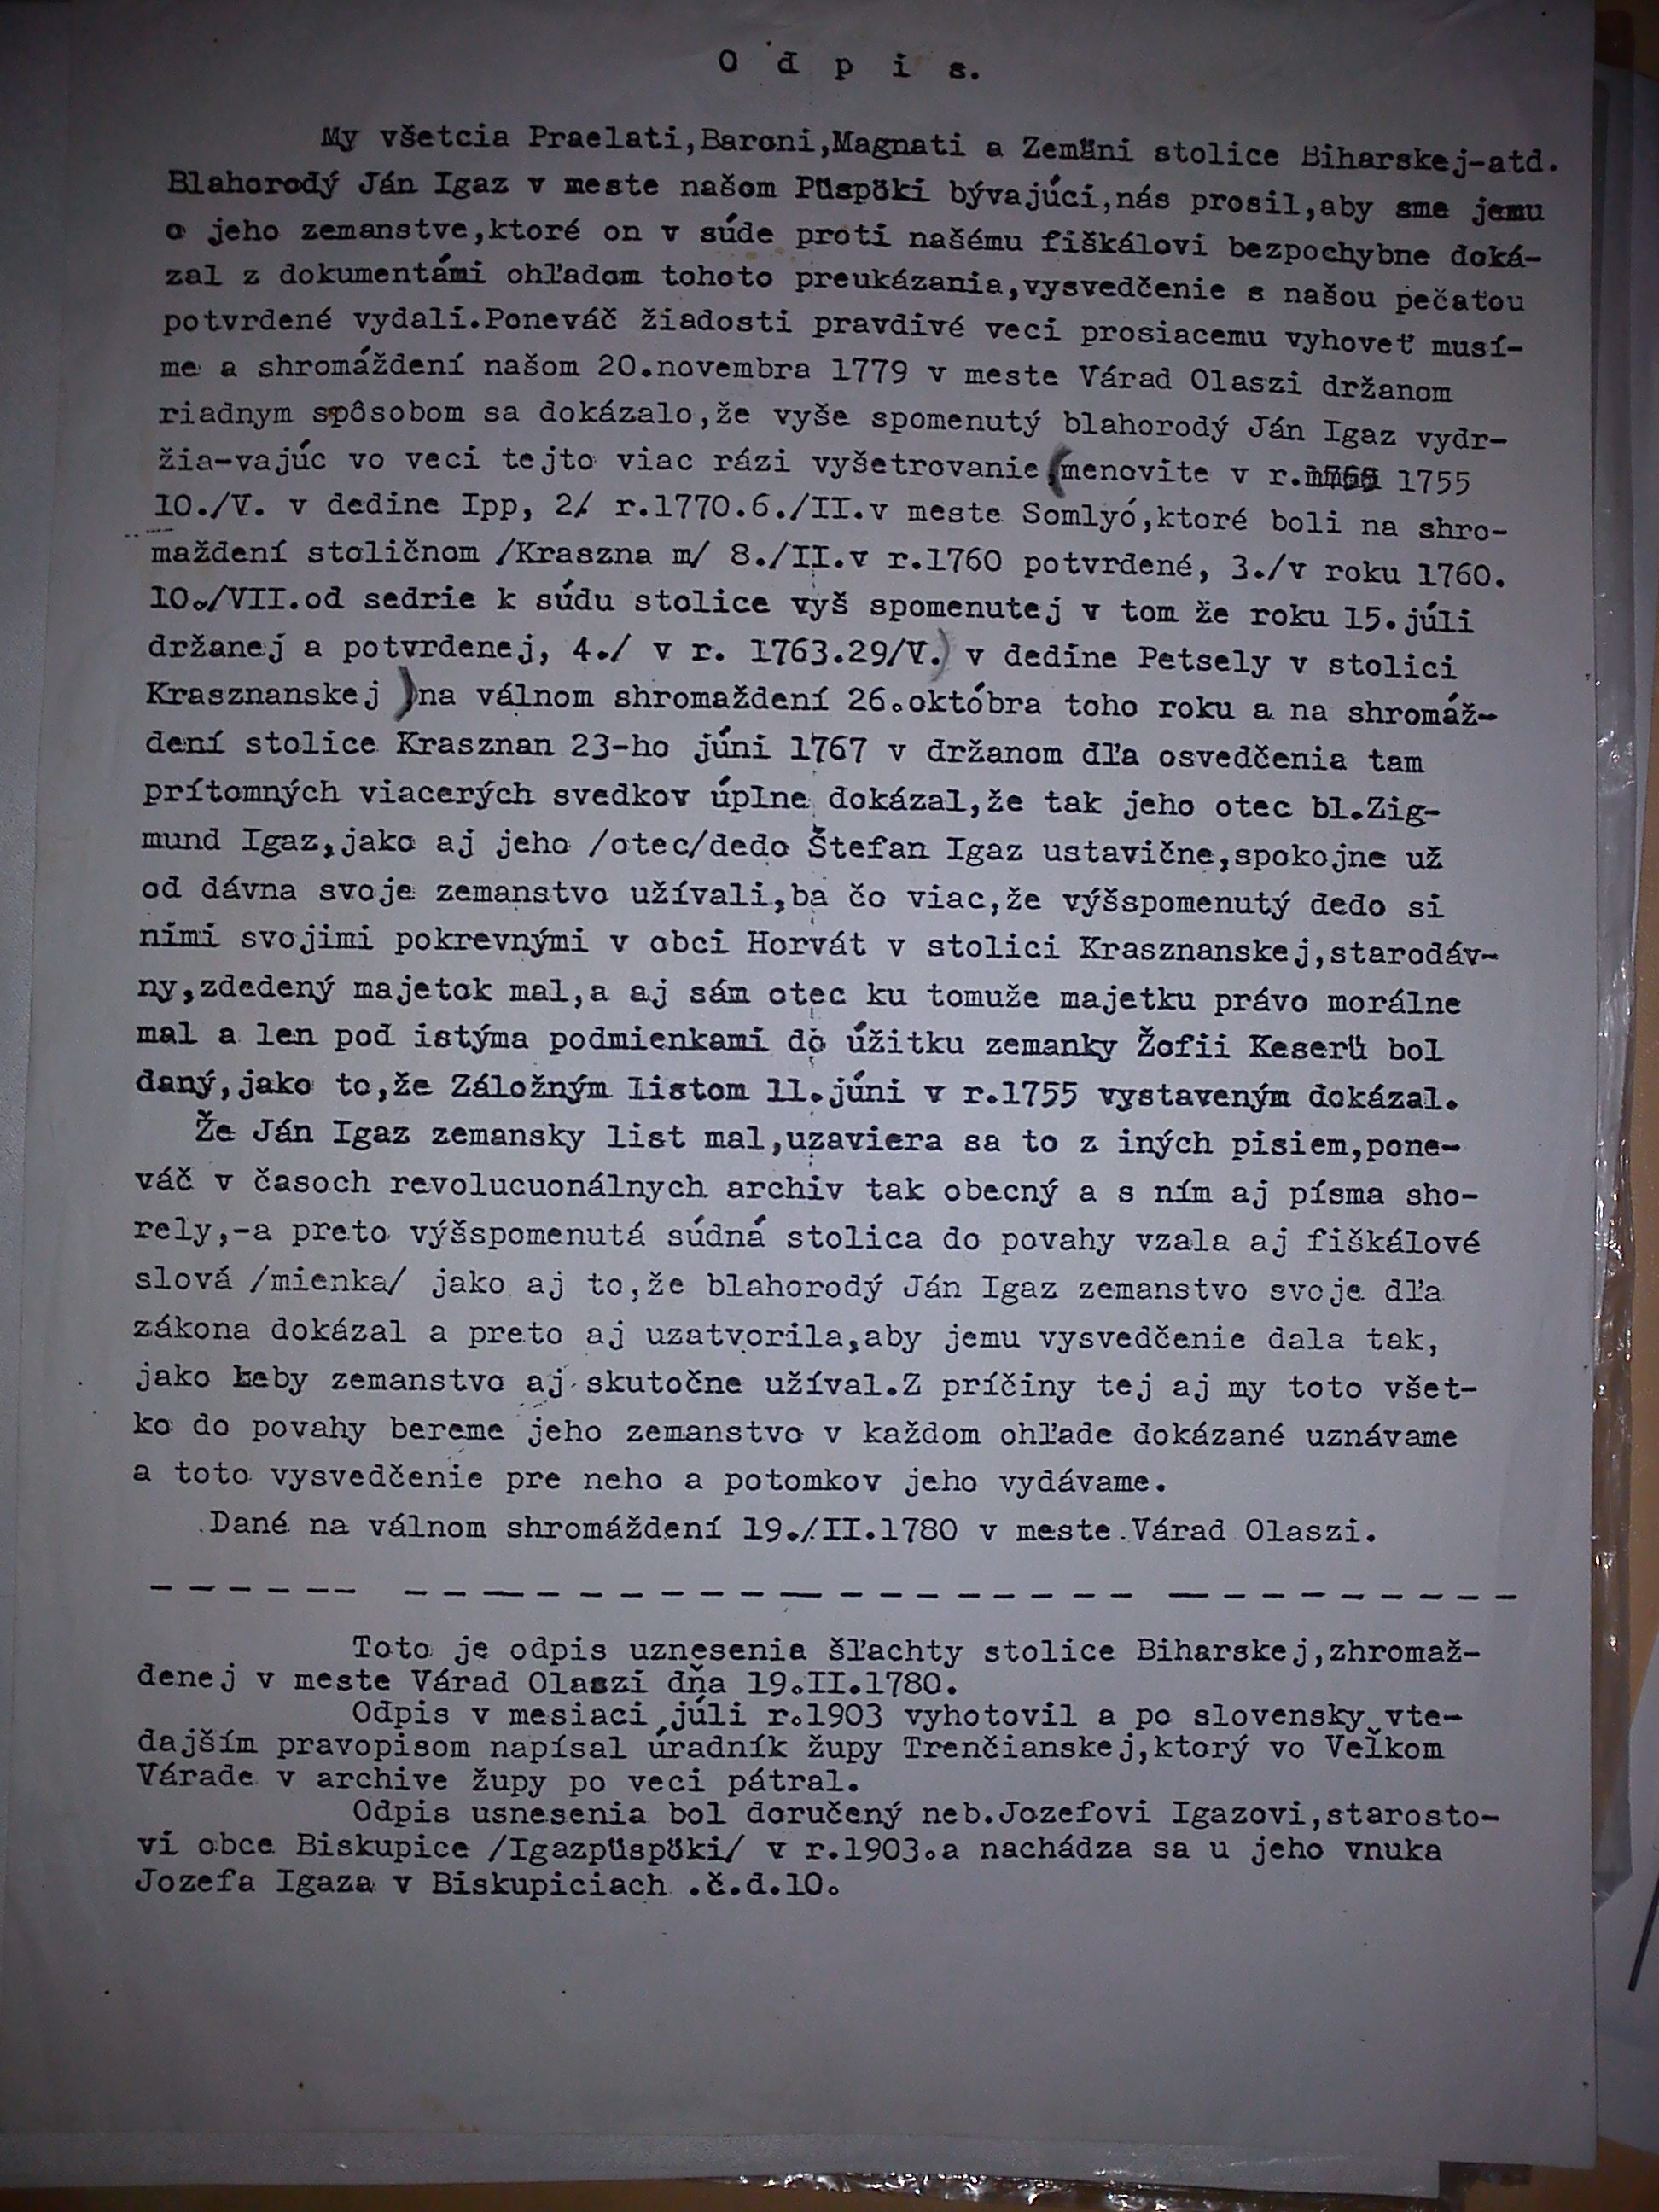 O d p i s.
My všetcia Praelati,Baroni,Magnati a Zemäni stolice Biharskej-atd.
Blahorodý Ján Igaz v meste našom Püspöki bývajúci,nás prosil,aby sme jemu
o jeho zemanstve,ktoré on v súde proti našému fiškálovi bezpochybne doká-
zal z dokumentámi ohľadom tohoto preukázania,vysvedčenie s našou pečaťou
potvrdené vydali.Poneváč žiadosti pravdivé veci prosiacemu vyhoveť musí-
me a shromáždení našom 20.novembra 1779 v meste Várad Olaszi držanom
riadnym spôsobom sa dokázalo,že vyše spomenutý blahorodý Ján Igaz vydr-
žia-vajúc vo veci tejto viac rázi vyšetrovanie (menovite v r. 1755
10./V. v dedine Ipp, 2/ r.1770.6./II.v meste Somlyó,ktoré boli na shro-
maždení stoličnom /Kraszna m/ 8./II.v r.1760 potvrdené, 3./v roku 1760.
10./VII.od sedrie k súdu stolice vyš spomenutej v tom že roku 15.júli
držanej a potvrdenej, 4./ v r. 1763.29/V.) v dedine Petsely v stolici
Krasznanskej )na válnom shromaždení 26.októbra toho roku a na shromáž-
dení stolice Krasznan 23-ho júni 1767 v držanom dľa osvedčenia tam
prítomných viacerých svedkov úplne dokázal,že tak jeho otec bl.Zig-
mund Igaz,jako aj jeho /otec/dedo Štefan Igaz ustavične,spokojne už
od dávna svoje zemanstvo užívali,ba čo viac,že výšspomenutý dedo si
nimi svojimi pokrevnými v obci Horvát v stolici Krasznanskej,starodáv-
ny,zdedený majetok mal,a aj sám otec ku tomuže majetku právo morálne
mal a len pod istýma podmienkami do úžitku zemanky Žofii Keserü bol
daný,jako to,že Záložným listom 11.júni v r.1755 vystaveným dokázal.
Že Ján Igaz zemansky list mal,uzaviera sa to z iných pisiem,pone-
váč v časoch revolucuonálnych archiv tak obecný a s ním aj písma sho-
rely,-a preto výšspomenutá súdná stolica do povahy vzala aj fiškálové
slová /mienka/ jako aj to,že blahorodý Ján Igaz zemanstvo svoje dľa
zákona dokázal a preto aj uzatvorila,aby jemu vysvedčenie dala tak,
jako keby zemanstvo aj skutočne užíval.Z príčiny tej aj my toto všet-
ko do povahy bereme jeho zemanstvo v každom ohľade dokázané uznávame
a toto vysvedčenie pre neho a potomkov jeho vydávame.
Dané na válnom shromáždení 19./II.1780 v meste Várad Olaszi.
Toto je odpis uznesenia šľachty stolice Biharskej,zhromaž-
denej v meste Várad Olaszi dňa 19.II.1780.
Odpis v mesiaci júli r.1903 vyhotovil a po slovensky vte-
dajším pravopisom napísal úradník župy Trenčianskej,ktorý vo Veľkom
Várade v archive župy po veci pátral.
Odpis usnesenia bol doručený neb.Jozefovi Igazovi,starosto-
vi obce Biskupice /Igazpüspöki/ v r.1903.a nachádza sa u jeho vnuka
Jozefa Igaza v Biskupiciach .č.d.10.